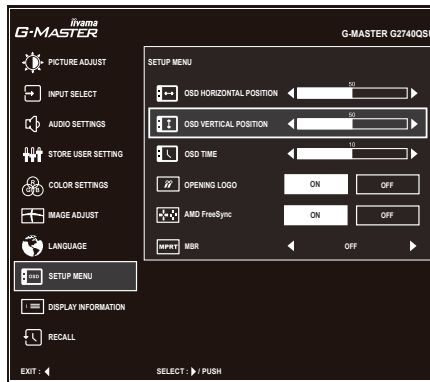 iiyama
G-MASTER
G-MASTER G2740QSU
PICTURE ADJUST
INPUT SELECT
AUDIO SETTINGS
STORE USER SETTING
COLOR SETTINGS
IMAGE ADJUST
LANGUAGE
OSD SETUP MENU
DISPLAY INFORMATION
RECALL
SETUP MENU
50
OSD HORIZONTAL POSITION
50
OSD VERTICAL POSITION
10
OSD TIME
OPENING LOGO ON OFF
AMD FreeSync ON OFF
MPRT MBR OFF
EXIT : SELECT : / PUSH